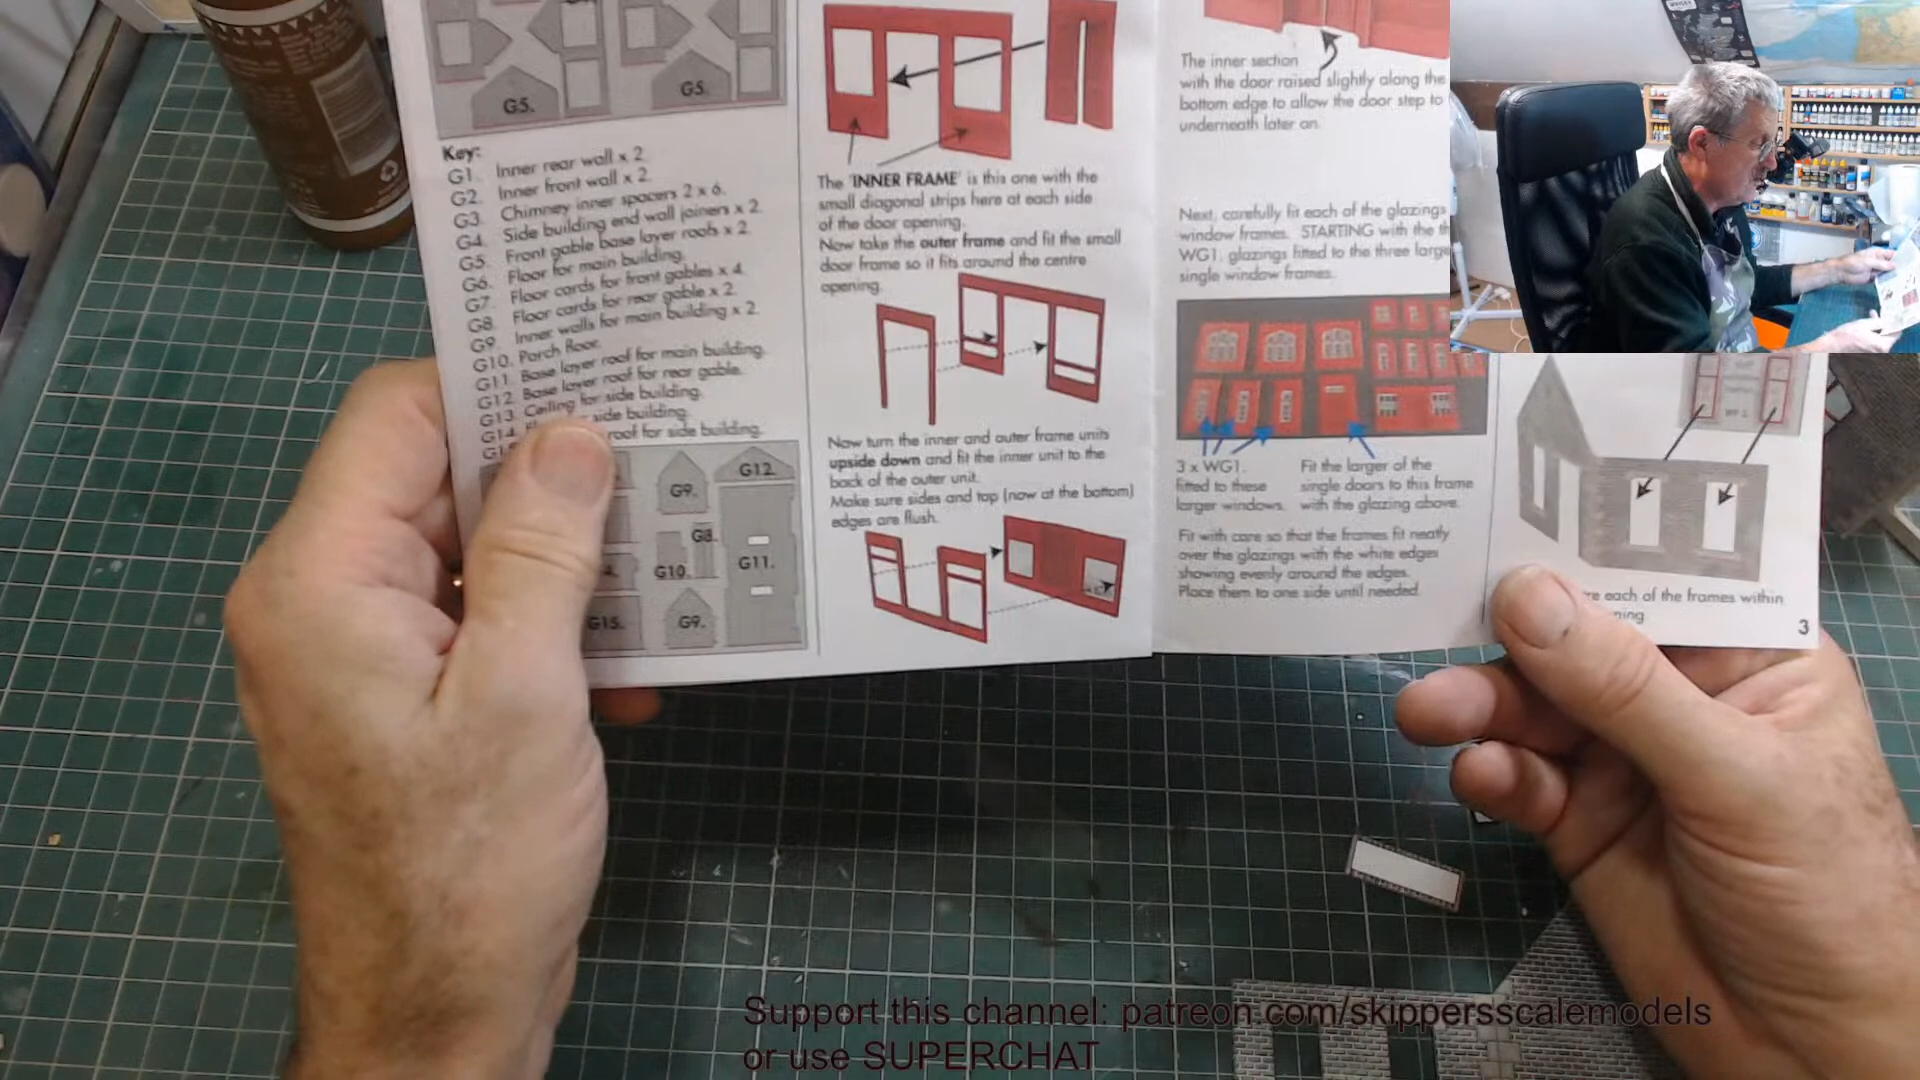 G5.
G5.
Key:
G1. Inner rear wall x 2.
G2. Inner front wall x 2.
G3. Chimney inner spacers 2 x 6.
G4. Side building end wall joiners x 2.
G5. Front gable base layer roofs x 2.
G6. Floor for main building.
G7. Floor cards for front gables x 4.
G8. Floor cards for rear gable x 2.
G9. Inner walls for main building x 2.
G10. Porch floor.
G11. Base layer roof for main building.
G12. Base layer roof for rear gable.
G13. Ceiling for side building.
G14. side building.
roof for side building.
G12.
G9.
G8.
G10.
G11.
G15.
G9.
The 'INNER FRAME' is this one with the
small diagonal strips here at each side
of the door opening.
Now take the outer frame and fit the small
door frame so it fits around the centre
opening.
Now turn the inner and outer frame units
upside down and fit the inner unit to the
back of the outer unit.
Make sure sides and top (now at the bottom)
edges are flush.
The inner section
with the door raised slightly along the
bottom edge to allow the door step to
underneath later on.
Next, carefully fit each of the glazings
window frames. STARTING with the th
WG1. glazings fitted to the three large
single window frames.
3 x WG1.
fitted to these
larger windows.
Fit the larger of the
single doors to this frame
with the glazing above.
Fit with care so that the frames fit neatly
over the glazings with the white edges
showing evenly around the edges.
Place them to one side until needed.
re each of the frames within
ning
3
Support this channel: patreon.com/skippersscalemodels
or use SUPERCHAT